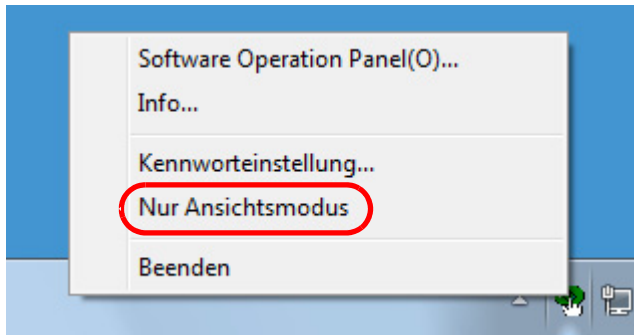 Software Operation Panel(O)...
Info...
Kennworteinstellung...
Nur Ansichtsmodus
Beenden